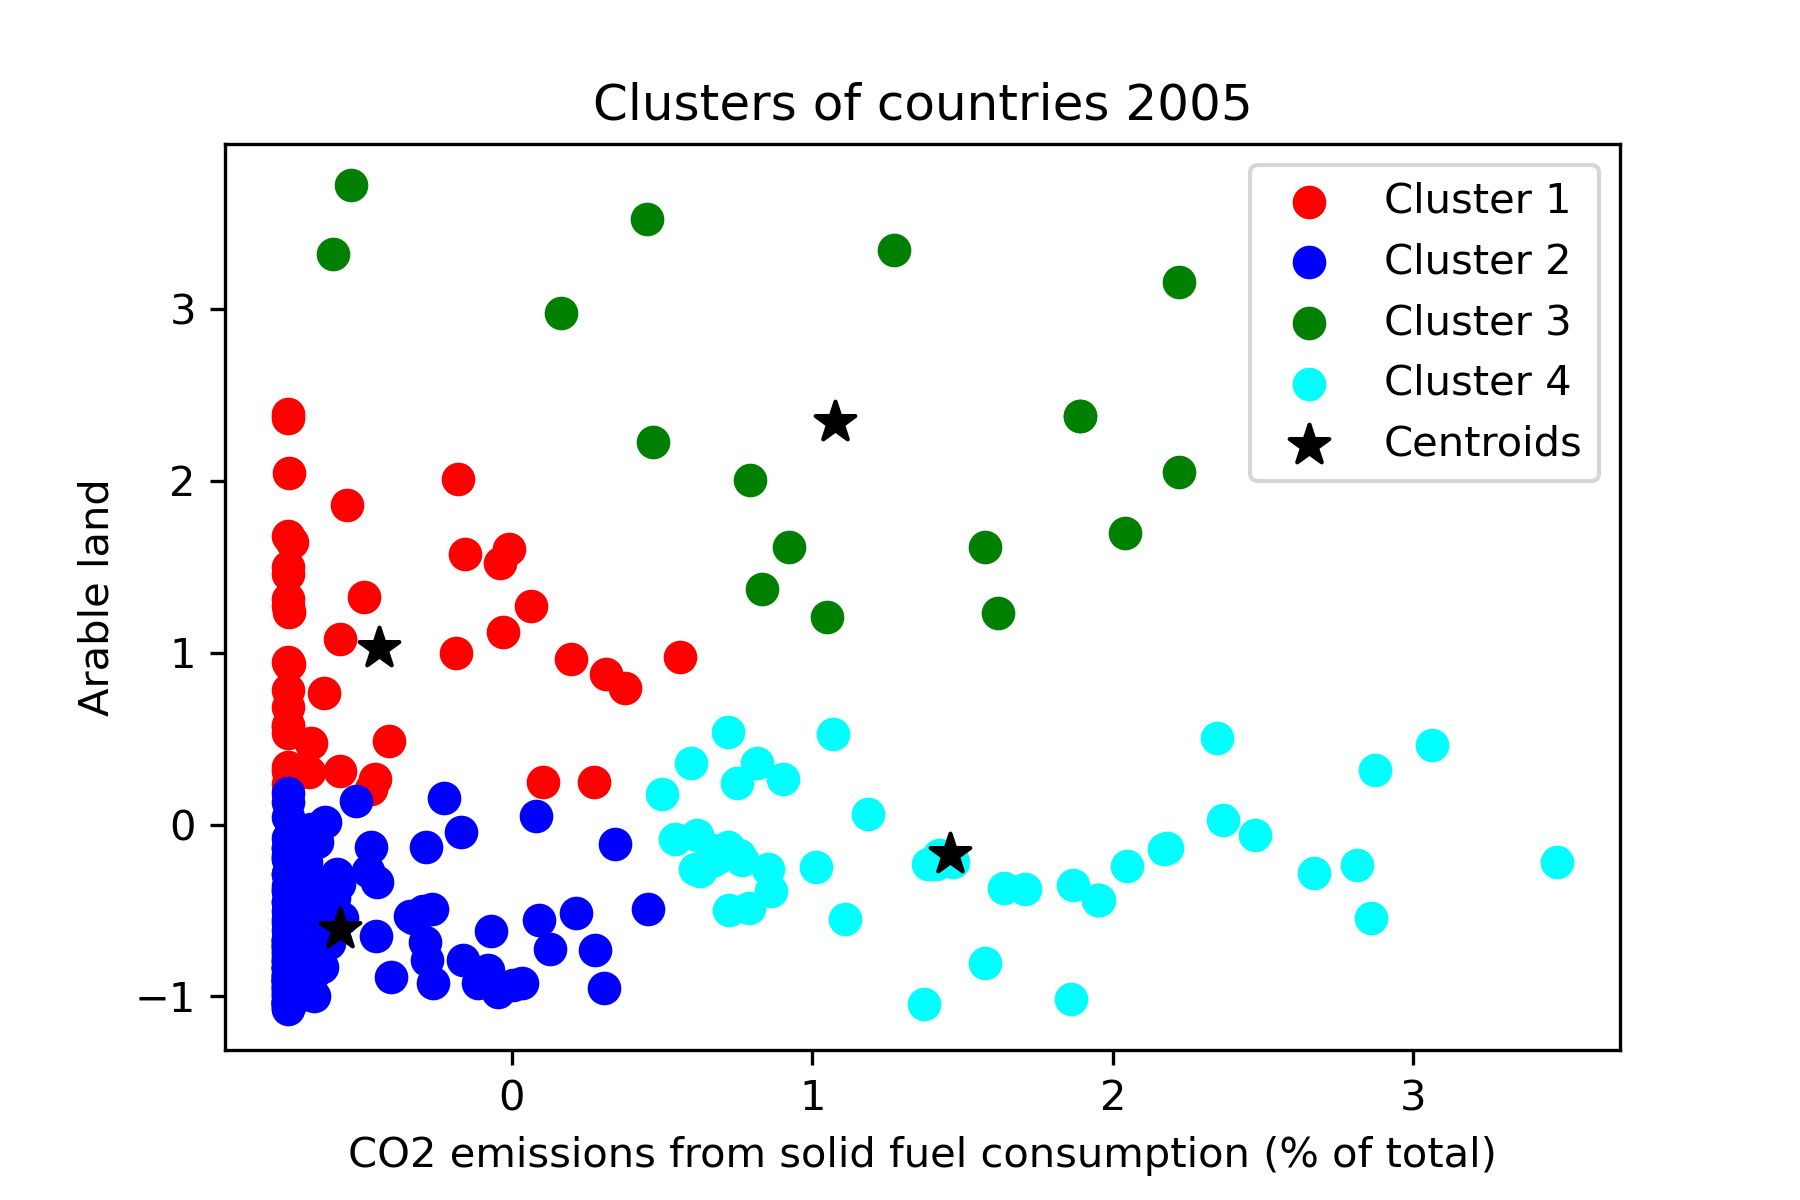 Clusters of countries 2005
Cluster 1
Cluster 2
Cluster 3
Cluster 4
Centroids
Arable land
3
2
1
0
−1
0 1 2 3
CO2 emissions from solid fuel consumption (% of total)